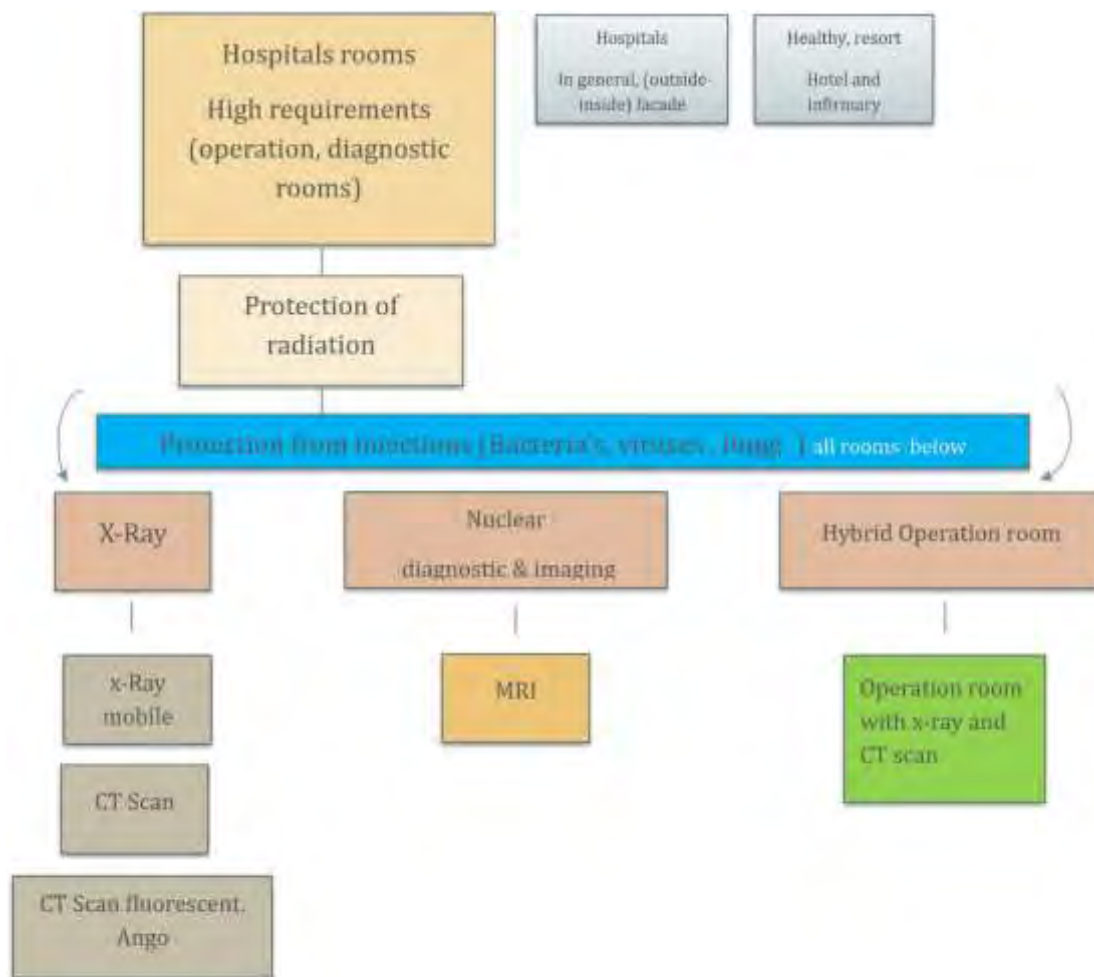 Hospitals rooms
High requirements
(operation, diagnostic
rooms)
Hospitals
In general, (outside-
inside) facade
Healthy, resort
Hotel and
infirmary
Protection of
radiation
Protection from infections (Bacteria's, viruses, all rooms below
X-Ray
Nuclear
diagnostic & imaging
Hybrid Operation room
x-Ray
mobile
MRI
Operation room
with x-ray and
CT scan
CT Scan
CT Scan fluorescent.
Ango